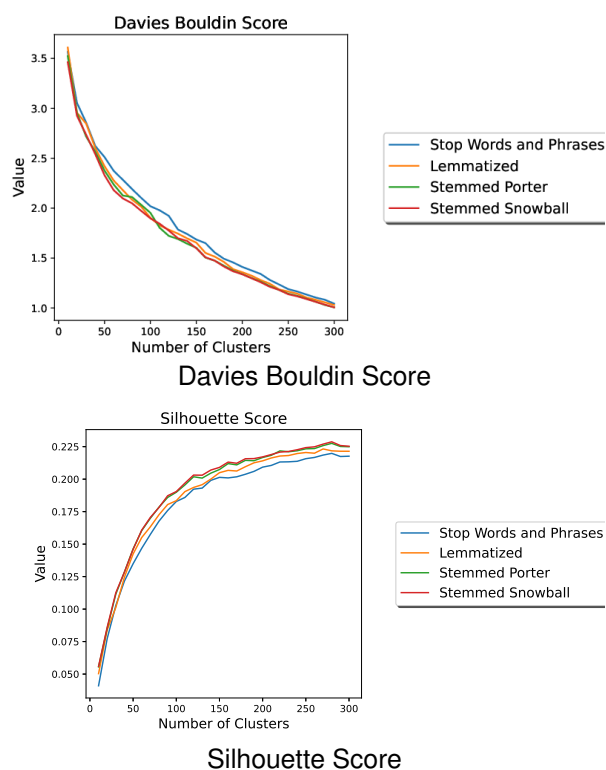 Davies Bouldin Score
3.5
3.0
2.5
2.0
1.5
1.0
Value
0 50 100 150 200 250 300
Number of Clusters
Stop Words and Phrases
Lemmatized
Stemmed Porter
Stemmed Snowball
Davies Bouldin Score
Silhouette Score
0.225
0.200
0.175
0.150
0.125
0.100
0.075
0.050
Value
0 50 100 150 200 250 300
Number of Clusters
Stop Words and Phrases
Lemmatized
Stemmed Porter
Stemmed Snowball
Silhouette Score